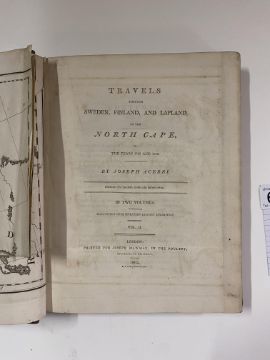 TRAVELS
THROUGH
SWEDEN, FINLAND, AND LAPLAND,
TO THE
NORTH CAPE,
IN
THE YEARS 1798 AND 1799.
BY JOSEPH ACERBI.
IN TWO VOLUMES.
VOL. II.
LONDON:
PRINTED FOR JOSEPH MAWMAN, IN THE POULTRY,
1802.